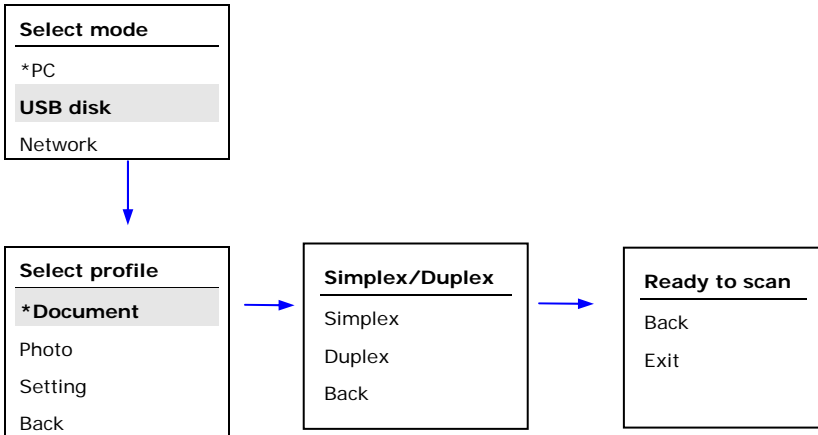 Select mode
*PC
USB disk
Network
Select profile
*Document
Photo
Setting
Back
Simplex/Duplex
Simplex
Duplex
Back
Ready to scan
Back
Exit